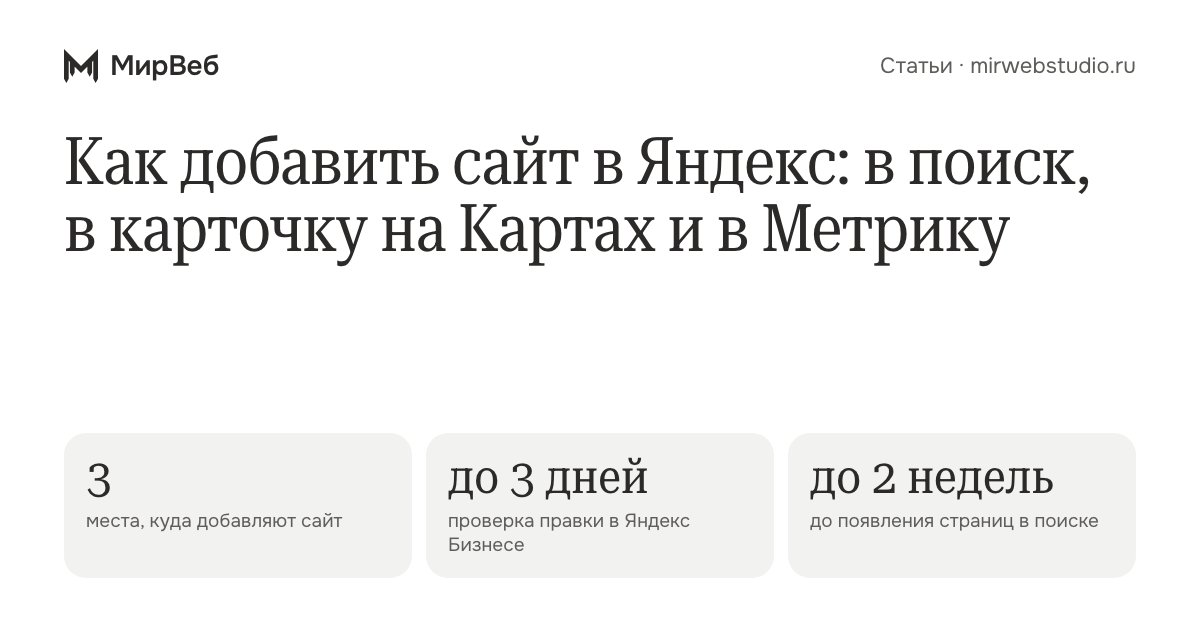 МирВеб
Статьи · mirwebstudio.ru
Как добавить сайт в Яндекс: в поиск,
в карточку на Картах и в Метрику
3
места, куда добавляют сайт
до 3 дней
проверка правки в Яндекс
Бизнесе
до 2 недель
до появления страниц в поиске